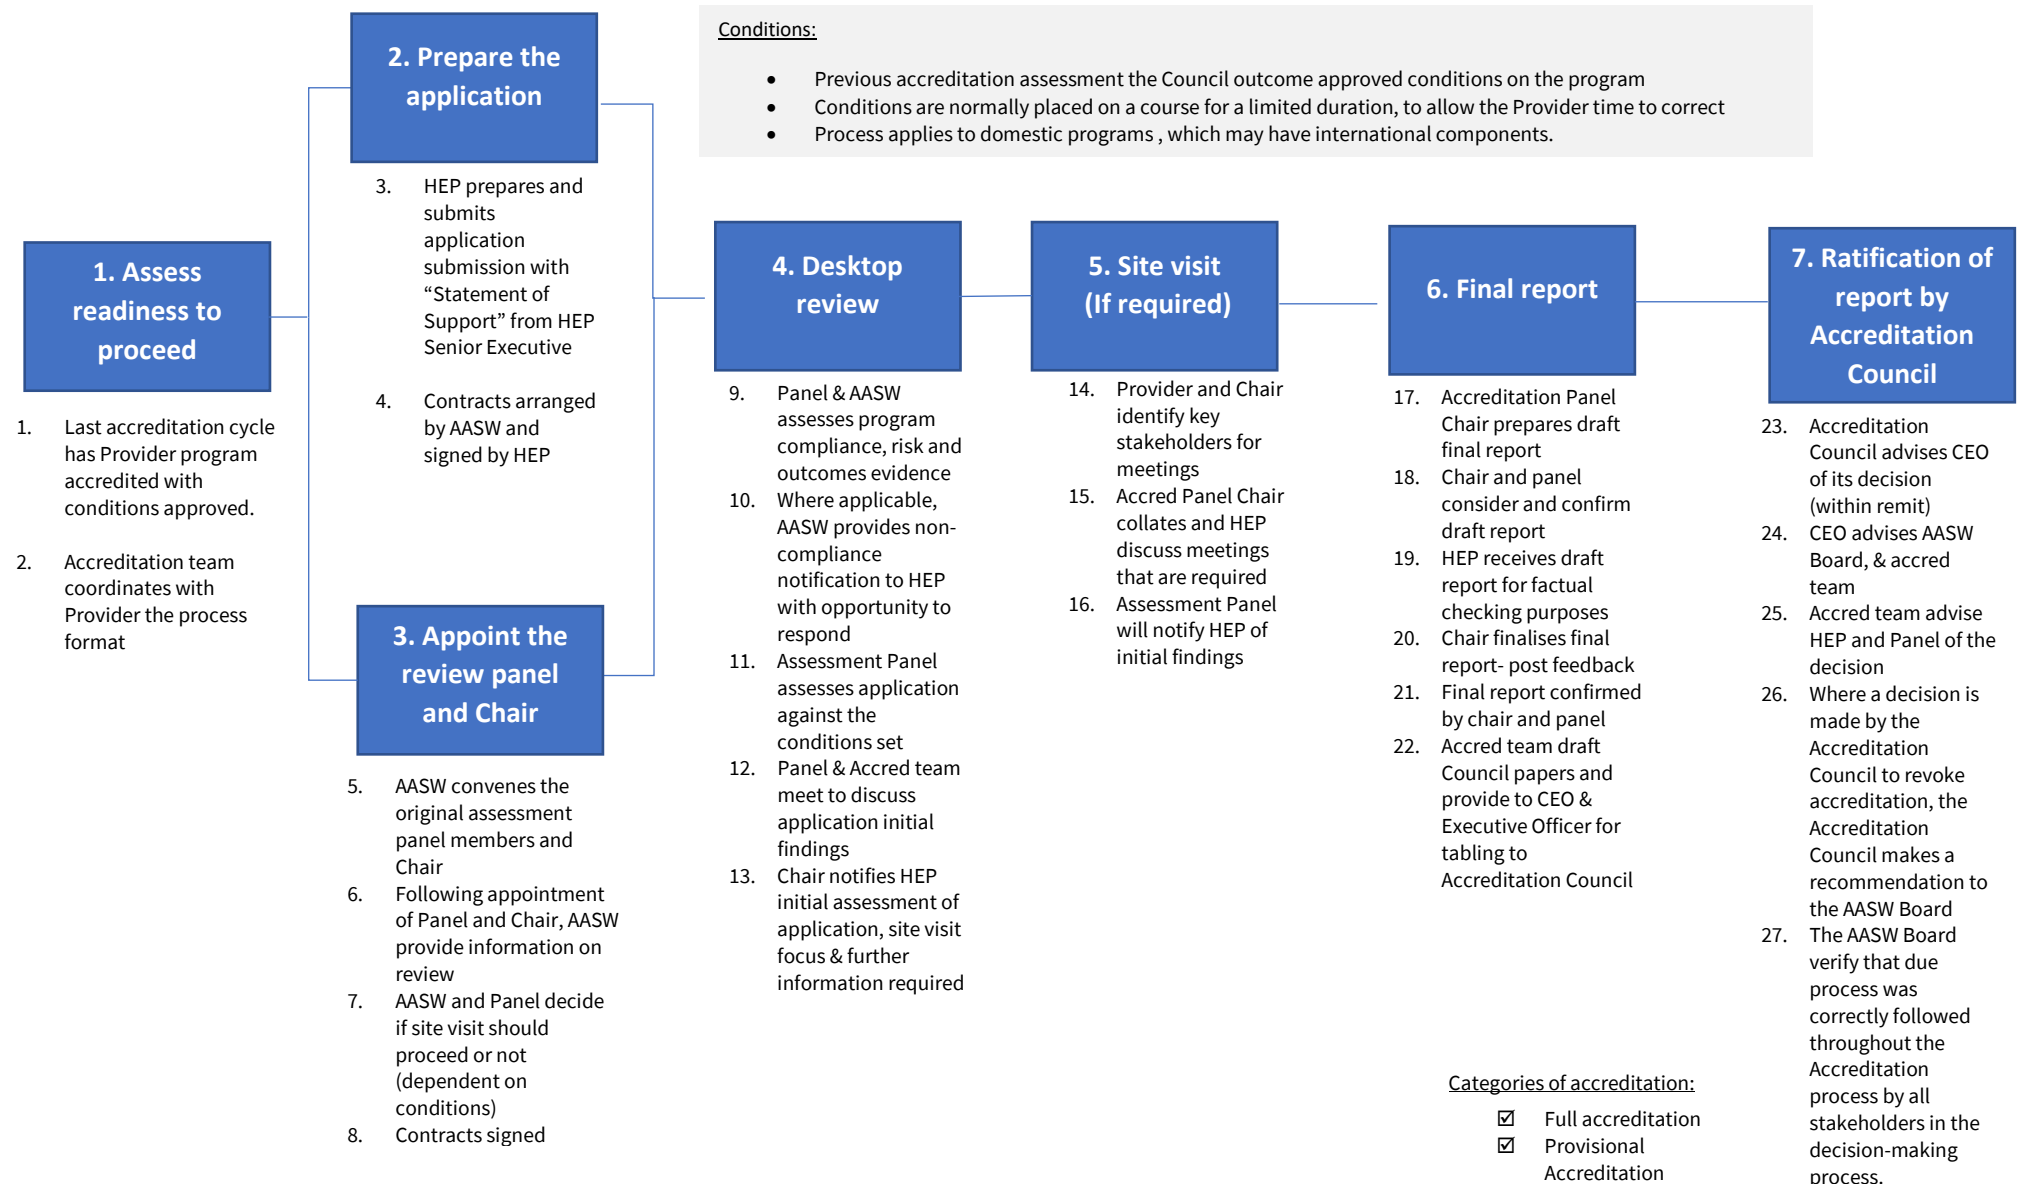 Conditions:
• Previous accreditation assessment the Council outcome approved conditions on the program
• Conditions are normally placed on a course for a limited duration, to allow the Provider time to correct
• Process applies to domestic programs , which may have international components.
1. Assess
readiness to
proceed
1. Last accreditation cycle
has Provider program
accredited with
conditions approved.
2. Accreditation team
coordinates with
Provider the process
format
2. Prepare the
application
3. HEP prepares and
submits
application
submission with
“Statement of
Support” from HEP
Senior Executive
4. Contracts arranged
by AASW and
signed by HEP
3. Appoint the
review panel
and Chair
5. AASW convenes the
original assessment
panel members and
Chair
6. Following appointment
of Panel and Chair, AASW
provide information on
review
7. AASW and Panel decide
if site visit should
proceed or not
(dependent on
conditions)
8. Contracts signed
4. Desktop
review
9. Panel & AASW
assesses program
compliance, risk and
outcomes evidence
10. Where applicable,
AASW provides non-
compliance
notification to HEP
with opportunity to
respond
11. Assessment Panel
assesses application
against the
conditions set
12. Panel & Accred team
meet to discuss
application initial
findings
13. Chair notifies HEP
initial assessment of
application, site visit
focus & further
information required
5. Site visit
(If required)
14. Provider and Chair
identify key
stakeholders for
meetings
15. Accred Panel Chair
collates and HEP
discuss meetings
that are required
16. Assessment Panel
will notify HEP of
initial findings
6. Final report
17. Accreditation Panel
Chair prepares draft
final report
18. Chair and panel
consider and confirm
draft report
19. HEP receives draft
report for factual
checking purposes
20. Chair finalises final
report- post feedback
21. Final report confirmed
by chair and panel
22. Accred team draft
Council papers and
provide to CEO &
Executive Officer for
tabling to
Accreditation Council
7. Ratification of
report by
Accreditation
Council
23. Accreditation
Council advises CEO
of its decision
(within remit)
24. CEO advises AASW
Board, & accred
team
25. Accred team advise
HEP and Panel of the
decision
26. Where a decision is
made by the
Accreditation
Council to revoke
accreditation, the
Accreditation
Council makes a
recommendation to
the AASW Board
27. The AASW Board
verify that due
process was
correctly followed
throughout the
Accreditation
process by all
stakeholders in the
decision-making
process.
Categories of accreditation:
☑ Full accreditation
☑ Provisional
Accreditation